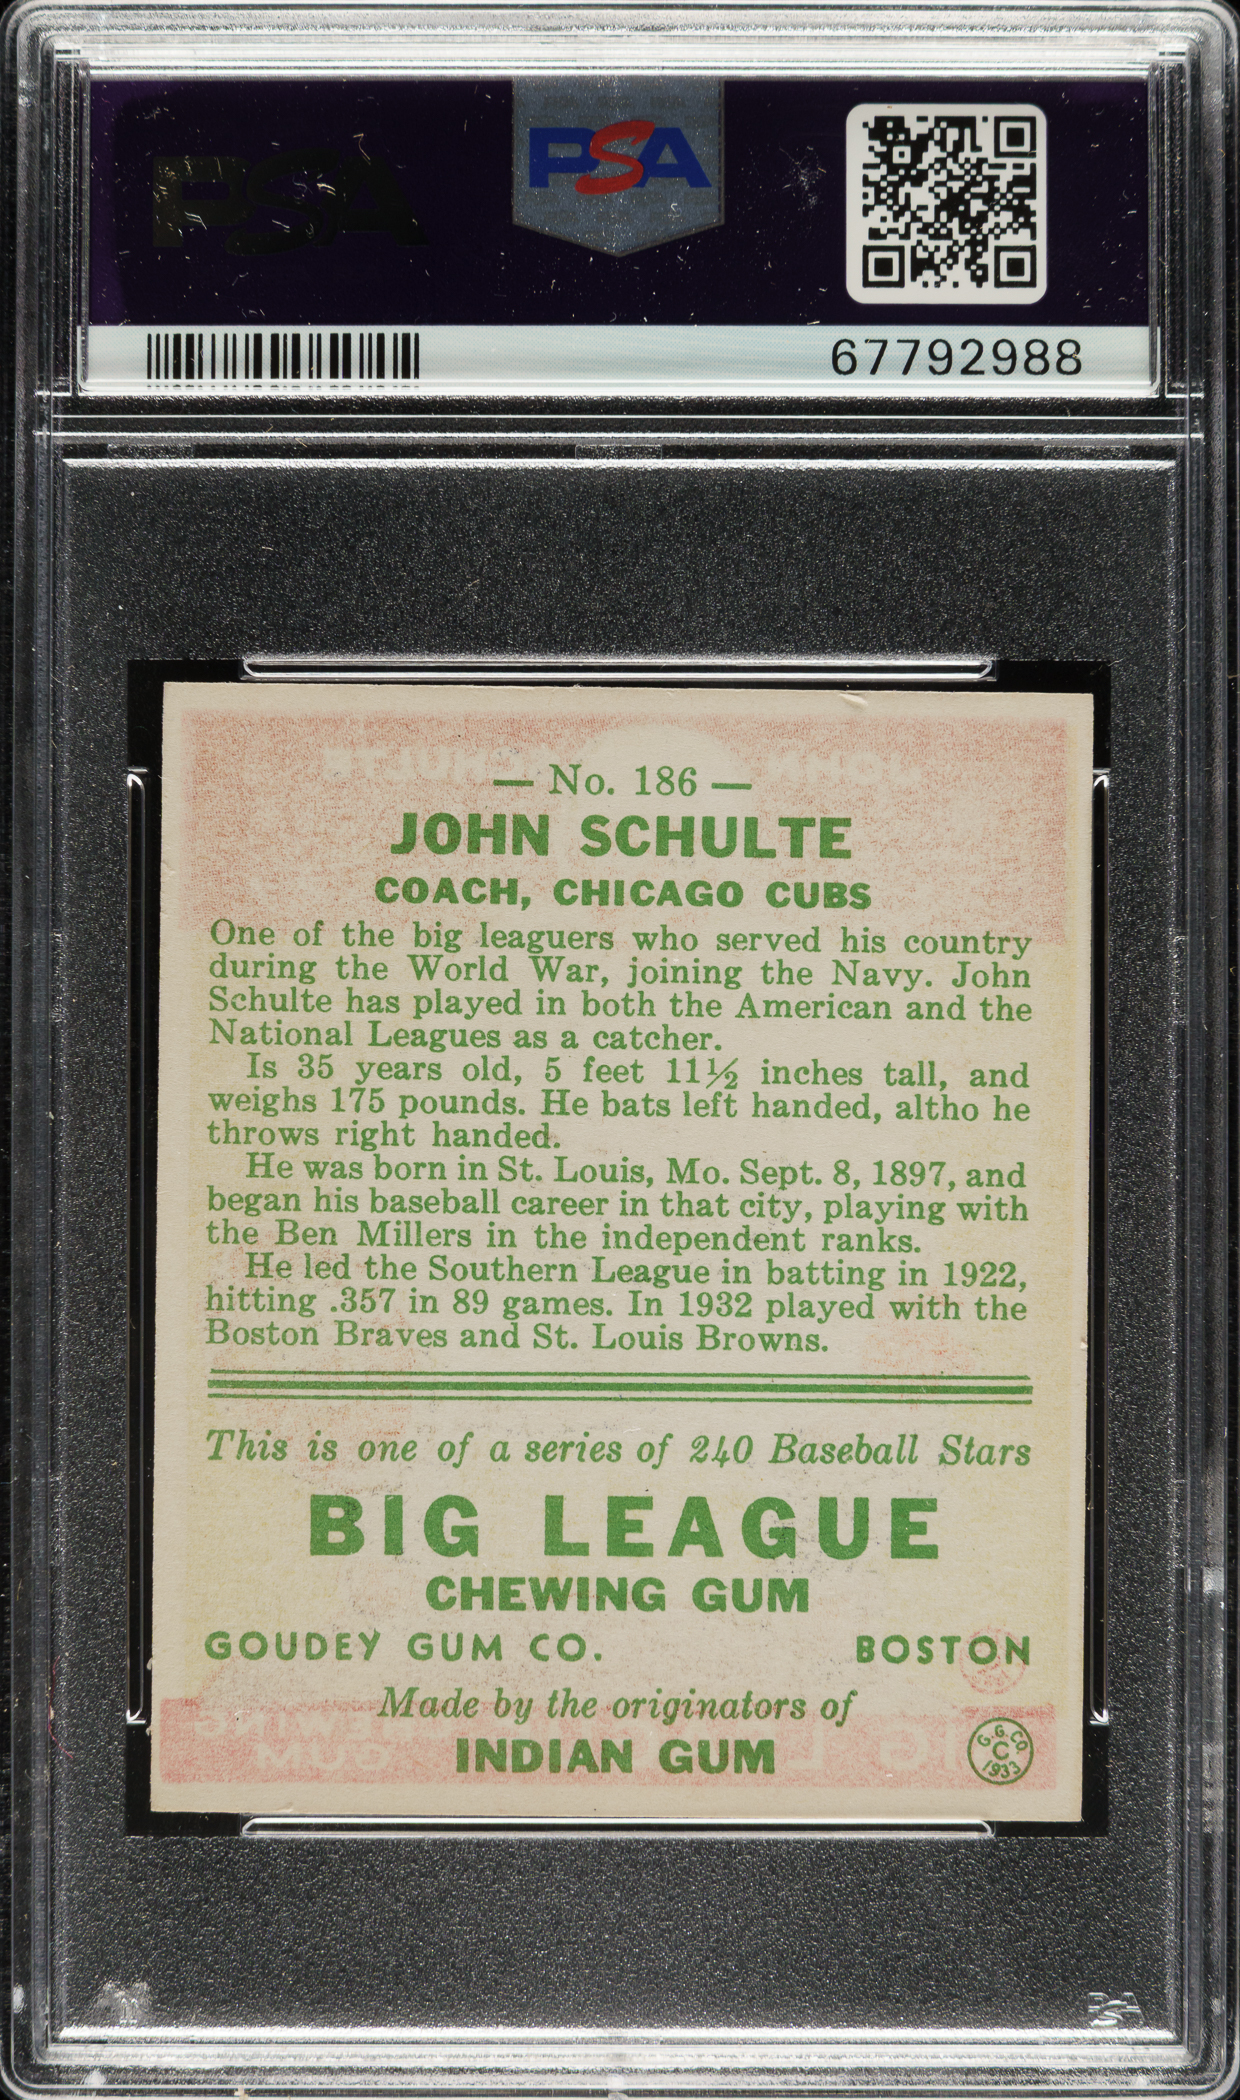 PSA
PSA
67792988
— No. 186 —
JOHN SCHULTE
COACH, CHICAGO CUBS
One of the big leaguers who served his country
during the World War, joining the Navy. John
Schulte has played in both the American and the
National Leagues as a catcher.
Is 35 years old, 5 feet 11½ inches tall, and
weighs 175 pounds. He bats left handed, altho he
throws right handed.
He was born in St. Louis, Mo. Sept. 8, 1897, and
began his baseball career in that city, playing with
the Ben Millers in the independent ranks.
He led the Southern League in batting in 1922,
hitting .357 in 89 games. In 1932 played with the
Boston Braves and St. Louis Browns.
This is one of a series of 240 Baseball Stars
BIG LEAGUE
CHEWING GUM
GOUDEY GUM CO. BOSTON
Made by the originators of
INDIAN GUM
G. G. CO
C
1933
PSA